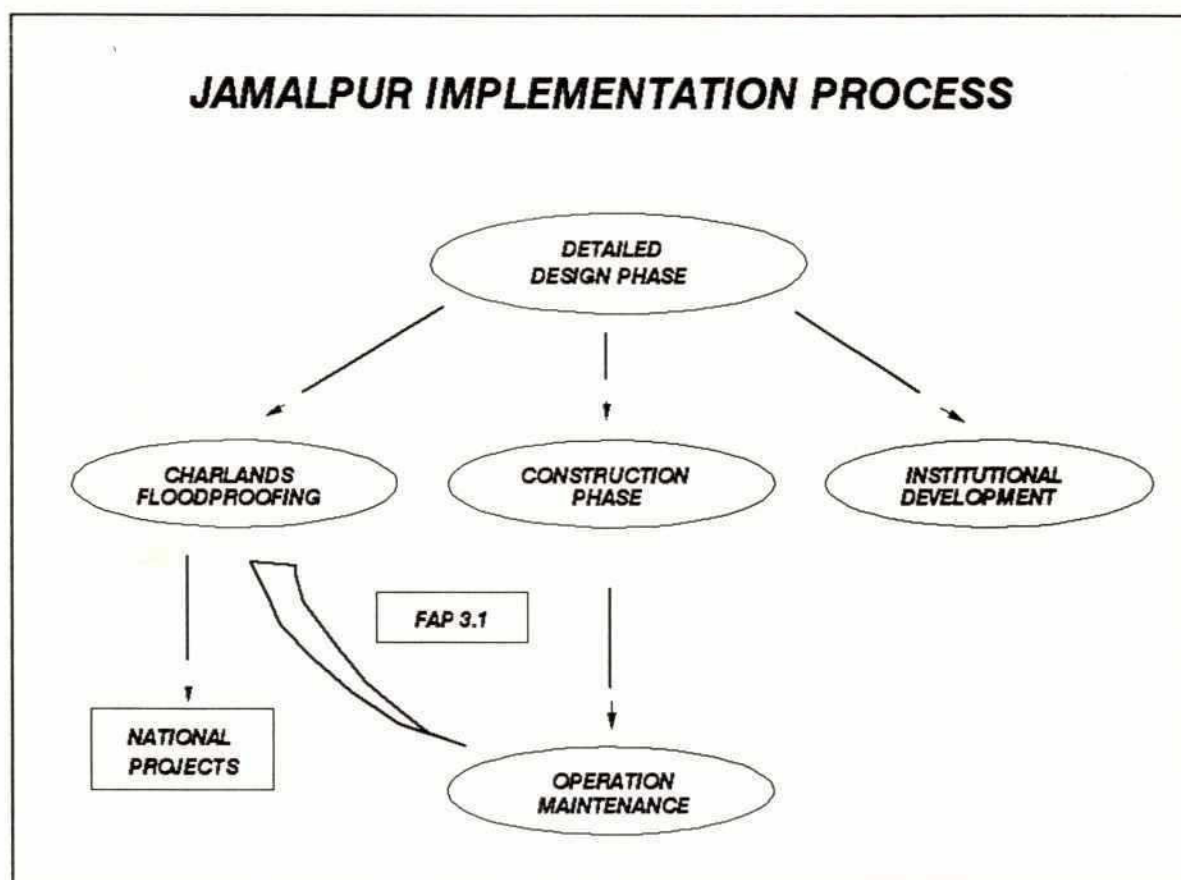 JAMALPUR IMPLEMENTATION PROCESS
DETAILED
DESIGN PHASE
CHARLANDS
FLOODPROOFING
CONSTRUCTION
PHASE
INSTITUTIONAL
DEVELOPMENT
FAP 3.1
NATIONAL
PROJECTS
OPERATION
MAINTENANCE